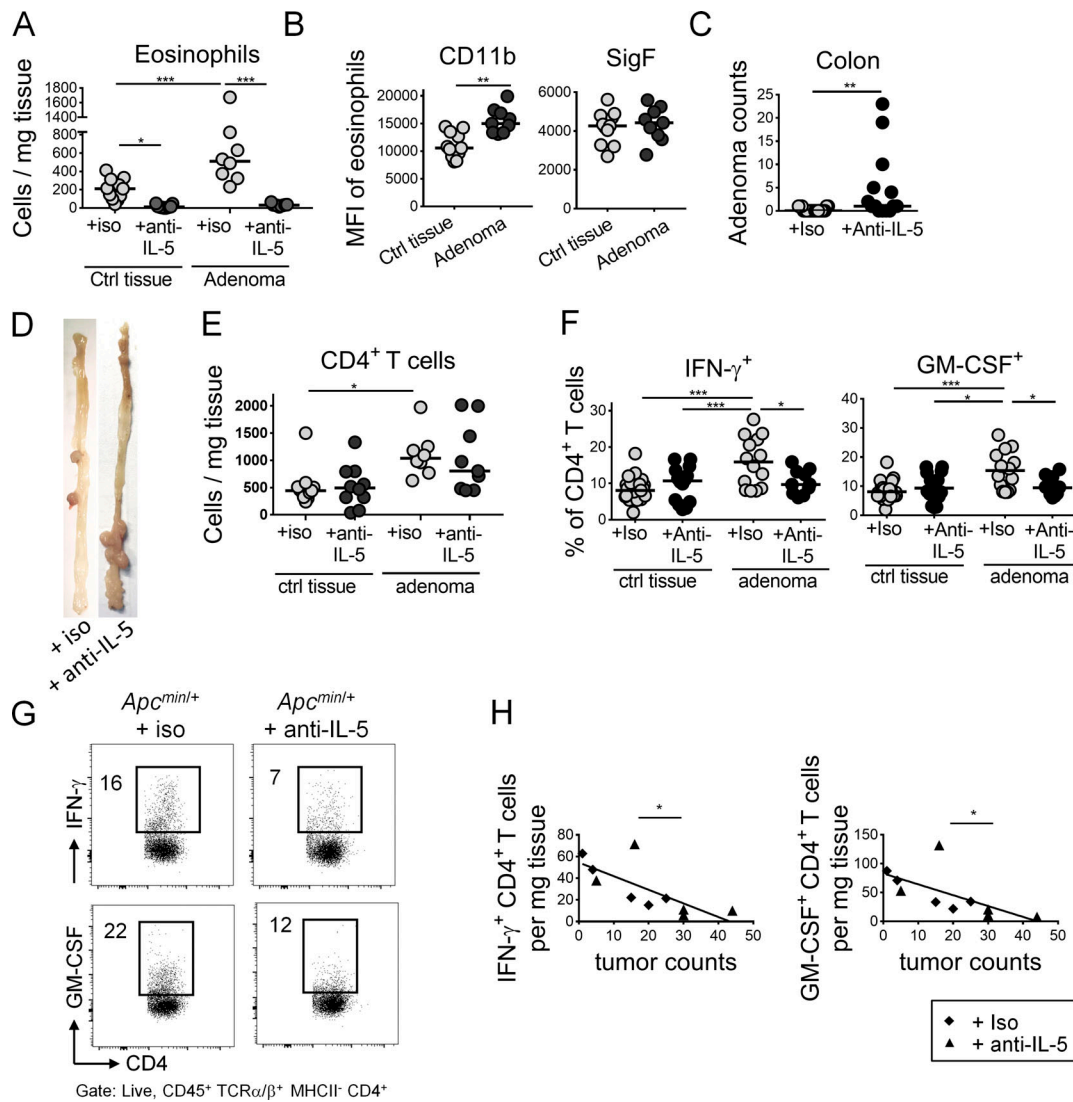 A
Eosinophils
Cells / mg tissue
1800
1600
1400
1200
1000
800
600
400
200
0
***
***
*
+iso
+anti-
IL-5
+iso
+anti-
IL-5
Ctrl tissue
Adenoma
B
CD11b
SigF
MFI of eosinophils
20000
15000
10000
5000
0
**
Ctrl tissue
Adenoma
6000
4000
2000
0
Ctrl tissue
Adenoma
C
Colon
Adenoma counts
25
20
15
10
5
0
**
+Iso
+Anti-IL-5
D
+ iso
+ anti-IL-5
E
CD4+ T cells
Cells / mg tissue
2000
1500
1000
500
0
*
+iso
+anti-
IL-5
+iso
+anti-
IL-5
ctrl tissue
adenoma
F
IFN-γ+
% of CD4+ T cells
30
20
10
0
***
***
*
+Iso
+Anti-
IL-5
+Iso
+Anti-
IL-5
ctrl tissue
adenoma
GM-CSF+
40
30
20
10
0
***
*
*
+Iso
+Anti-
IL-5
+Iso
+Anti-
IL-5
ctrl tissue
adenoma
G
Apcmin/+
+ iso
Apcmin/+
+ anti-IL-5
IFN-γ
16
7
GM-CSF
22
12
CD4
Gate: Live, CD45+ TCRα/β+ MHCII- CD4+
H
IFN-γ+ CD4+ T cells
per mg tissue
80
60
40
20
0
*
0 10 20 30 40 50
tumor counts
GM-CSF+ CD4+ T cells
per mg tissue
150
100
75
50
25
0
*
0 10 20 30 40 50
tumor counts
+ Iso
+ anti-IL-5